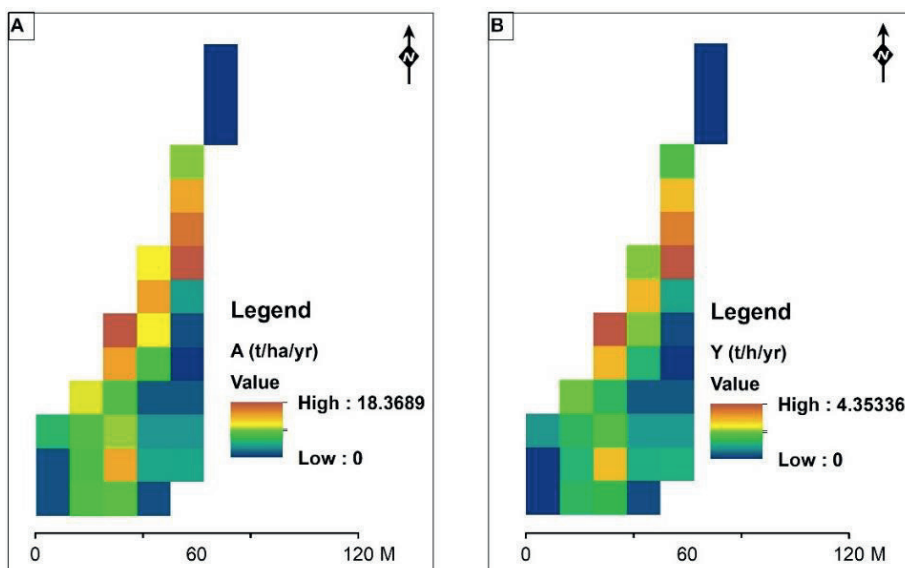 A
N
Legend
A (t/ha/yr)
Value
High : 18.3689
Low : 0
0 60 120 M
B
N
Legend
Y (t/h/yr)
Value
High : 4.35336
Low : 0
0 60 120 M